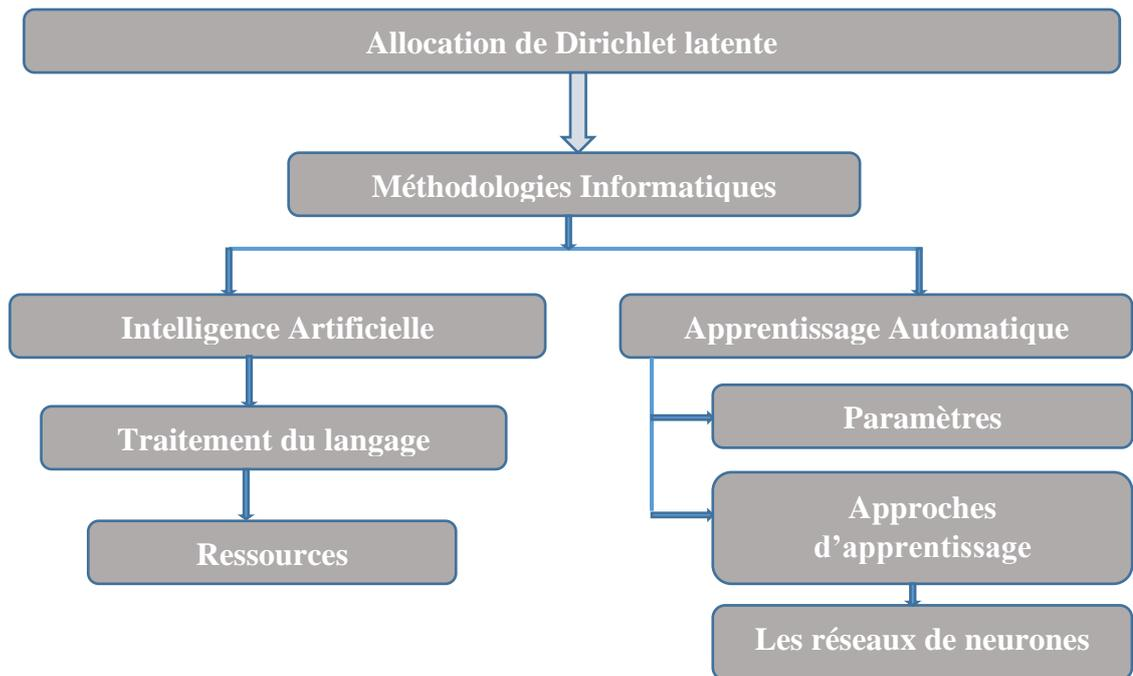 Allocation de Dirichlet latente
Méthodologies Informatiques
Intelligence Artificielle
Apprentissage Automatique
Paramètres
Traitement du langage
Approches
d’apprentissage
Ressources
Les réseaux de neurones